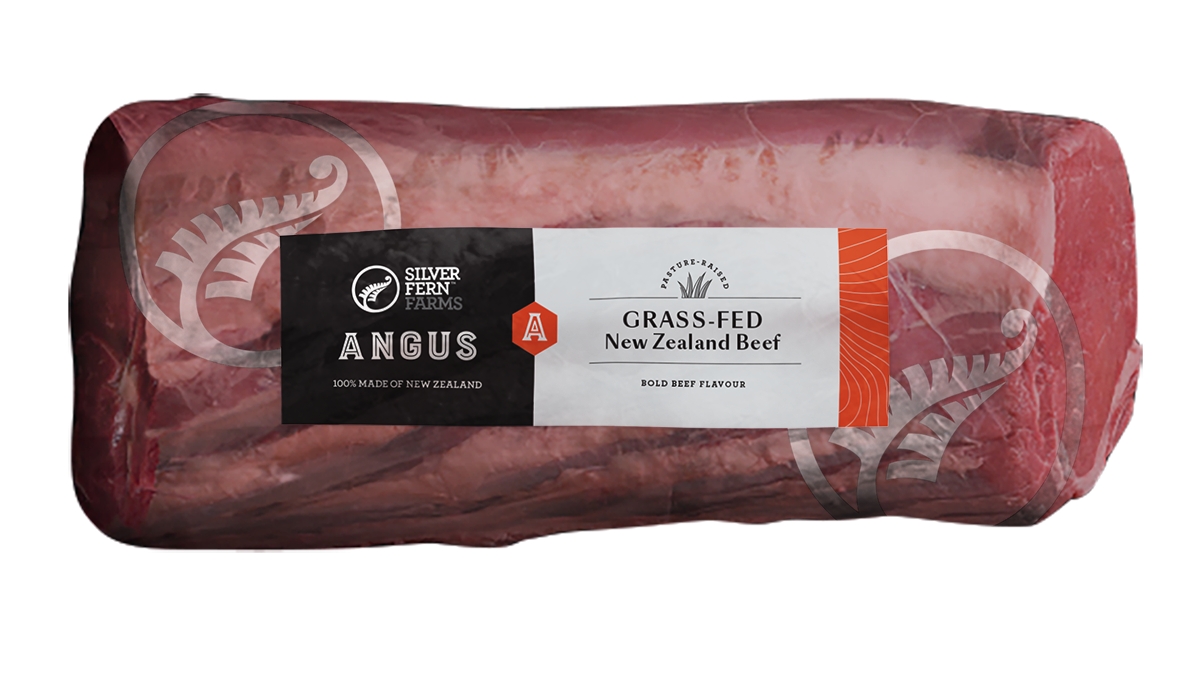 SILVER
FERN™
FARMS
ANGUS
100% MADE OF NEW ZEALAND
A
PASTURE-RAISED
GRASS-FED
New Zealand Beef
BOLD BEEF FLAVOUR